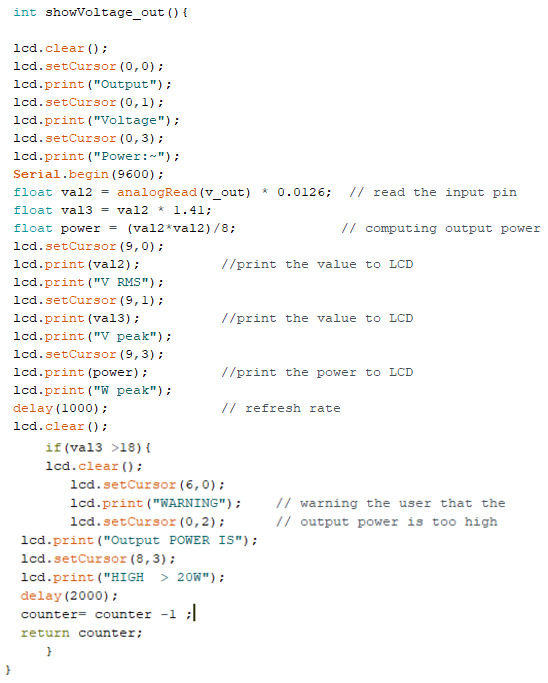 int showVoltage_out(){
lcd.clear();
lcd.setCursor(0,0);
lcd.print("Output");
lcd.setCursor(0,1);
lcd.print("Voltage");
lcd.setCursor(0,3);
lcd.print("Power:~");
Serial.begin(9600);
float val2 = analogRead(v_out) * 0.0126;  // read the input pin
float val3 = val2 * 1.41;
float power = (val2*val2)/8;             // computing output power
lcd.setCursor(9,0);
lcd.print(val2);         //print the value to LCD
lcd.print("V RMS");
lcd.setCursor(9,1);
lcd.print(val3);         //print the value to LCD
lcd.print("V peak");
lcd.setCursor(9,3);
lcd.print(power);        //print the power to LCD
lcd.print("W peak");
delay(1000);             // refresh rate
lcd.clear();
if(val3 >18){
lcd.clear();
lcd.setCursor(6,0);
lcd.print("WARNING");    // warning the user that the
lcd.setCursor(0,2);      // output power is too high
lcd.print("Output POWER IS");
lcd.setCursor(8,3);
lcd.print("HIGH  > 20W");
delay(2000);
counter= counter -1 ;
return counter;
}
}